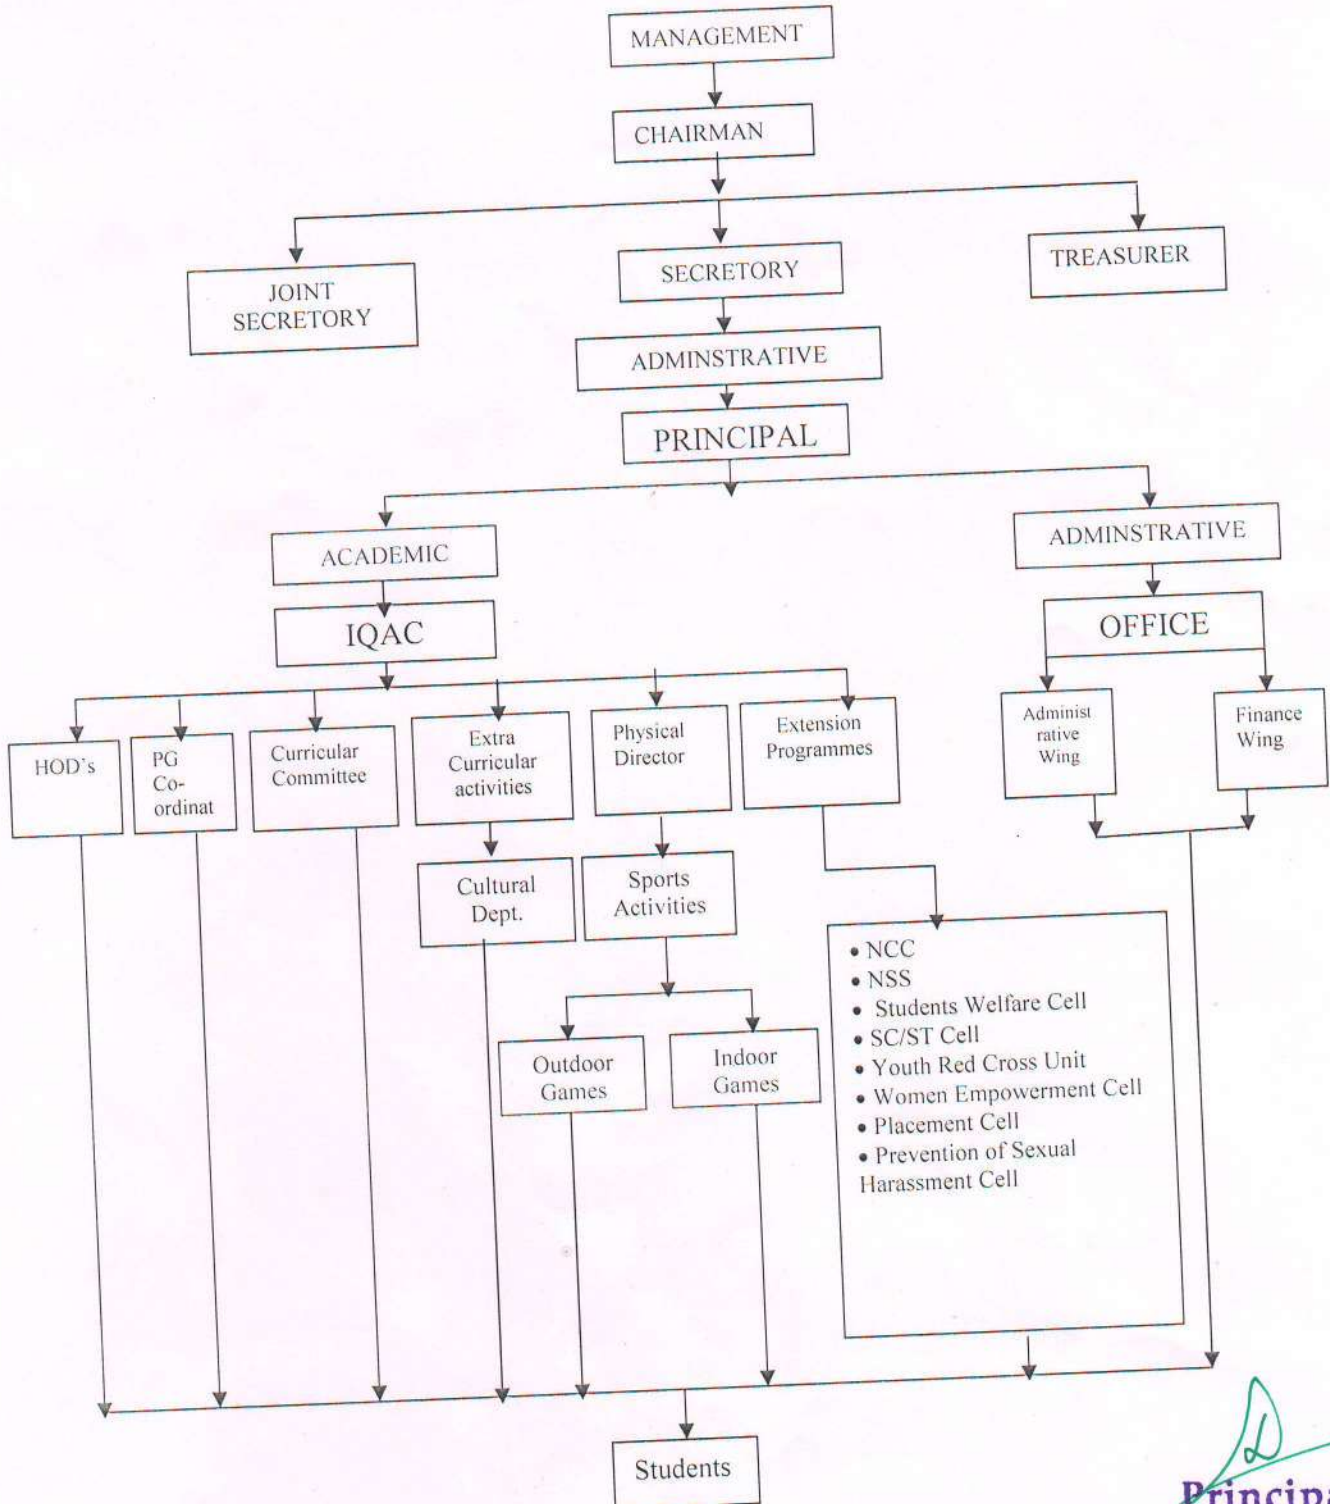 MANAGEMENT
CHAIRMAN
JOINT
SECRETORY
SECRETORY
TREASURER
ADMINSTRATIVE
PRINCIPAL
ACADEMIC
ADMINSTRATIVE
IQAC
OFFICE
HOD's
PG
Co-
ordinat
Curricular
Committee
Extra
Curricular
activities
Physical
Director
Extension
Programmes
Administ
rative
Wing
Finance
Wing
Cultural
Dept.
Sports
Activities
Outdoor
Games
Indoor
Games
• NCC
• NSS
• Students Welfare Cell
• SC/ST Cell
• Youth Red Cross Unit
• Women Empowerment Cell
• Placement Cell
• Prevention of Sexual
Harassment Cell
Students